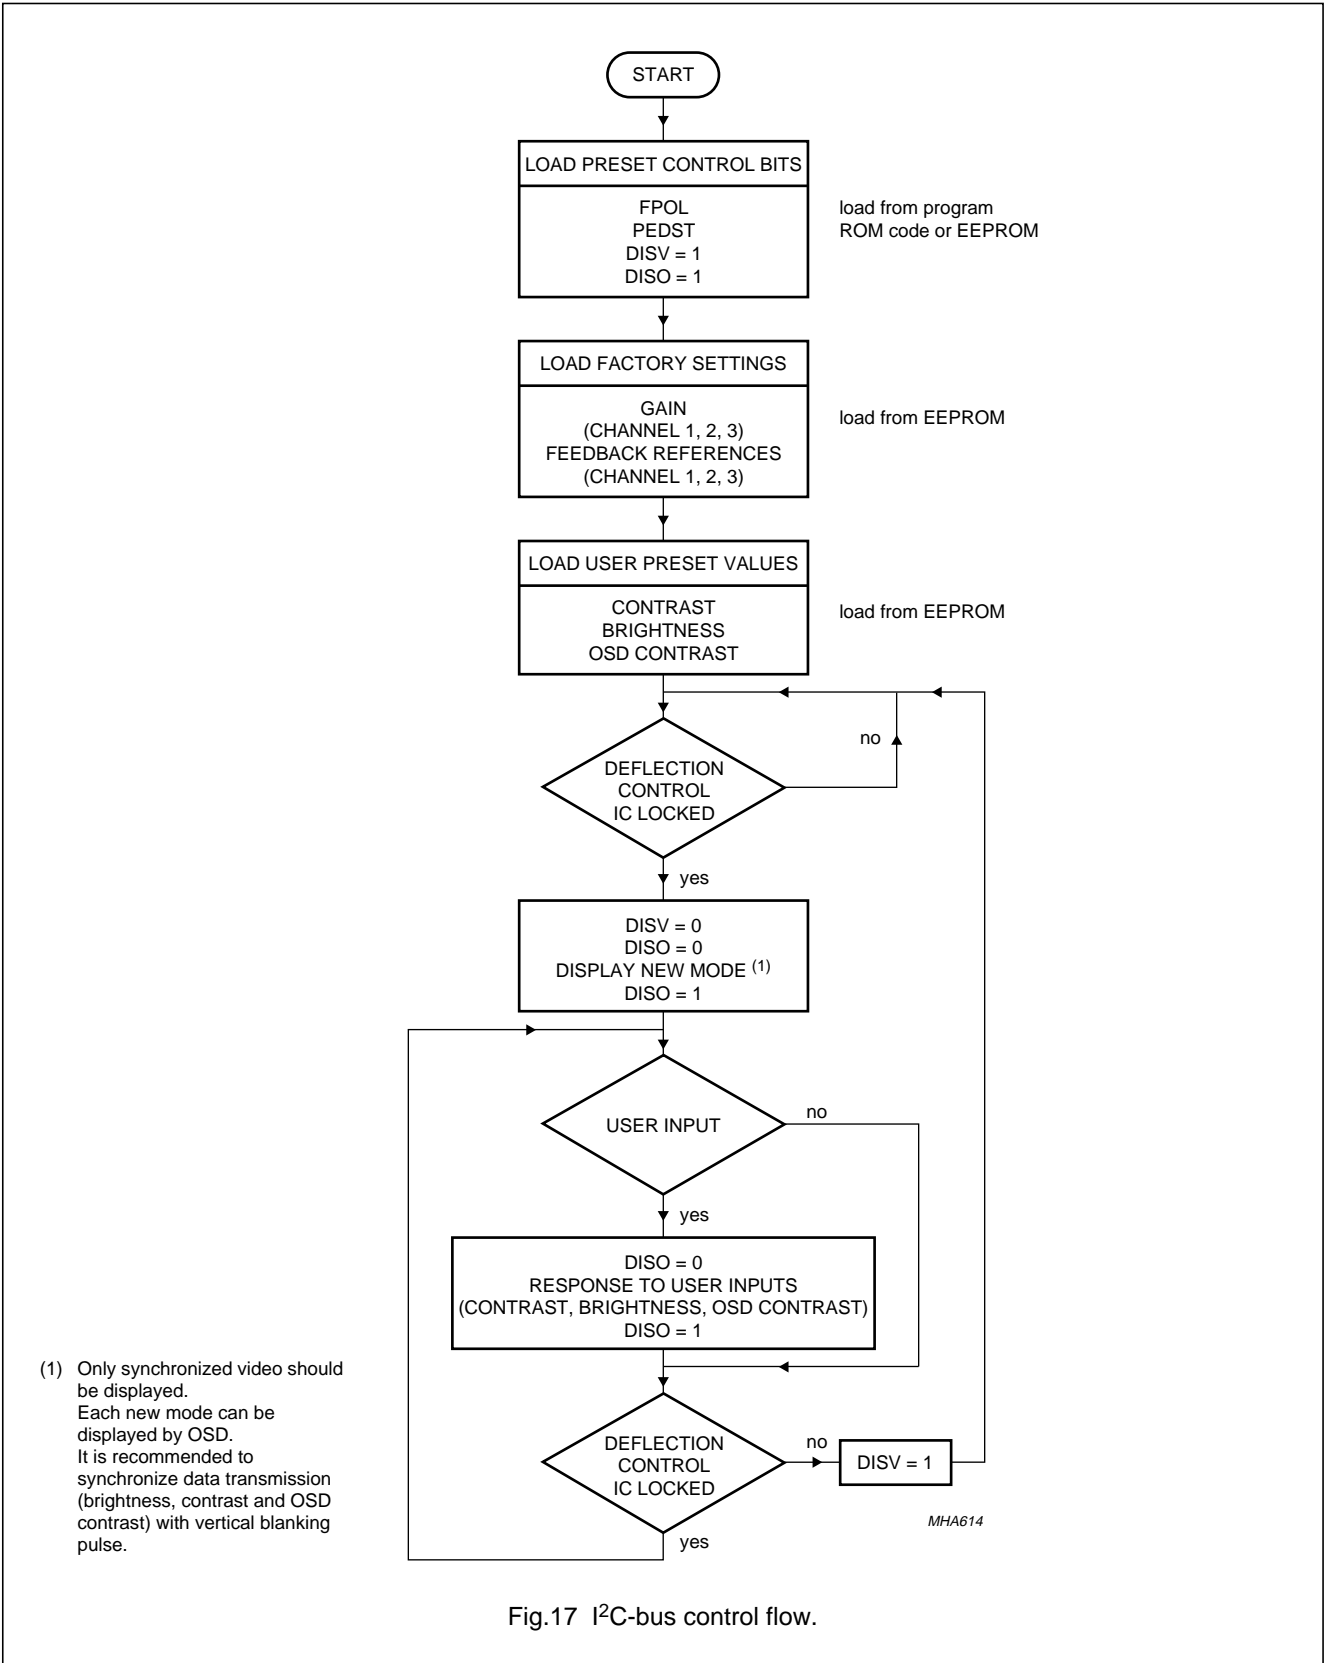 START
LOAD PRESET CONTROL BITS
FPOL
PEDST
DISV = 1
DISO = 1
load from program
ROM code or EEPROM
LOAD FACTORY SETTINGS
GAIN
(CHANNEL 1, 2, 3)
FEEDBACK REFERENCES
(CHANNEL 1, 2, 3)
load from EEPROM
LOAD USER PRESET VALUES
CONTRAST
BRIGHTNESS
OSD CONTRAST
load from EEPROM
no
DEFLECTION
CONTROL
IC LOCKED
yes
DISV = 0
DISO = 0
DISPLAY NEW MODE (1)
DISO = 1
USER INPUT
no
yes
DISO = 0
RESPONSE TO USER INPUTS
(CONTRAST, BRIGHTNESS, OSD CONTRAST)
DISO = 1
DEFLECTION
CONTROL
IC LOCKED
no
DISV = 1
yes
MHA614
(1) Only synchronized video should
be displayed.
Each new mode can be
displayed by OSD.
It is recommended to
synchronize data transmission
(brightness, contrast and OSD
contrast) with vertical blanking
pulse.
Fig.17 I2C-bus control flow.